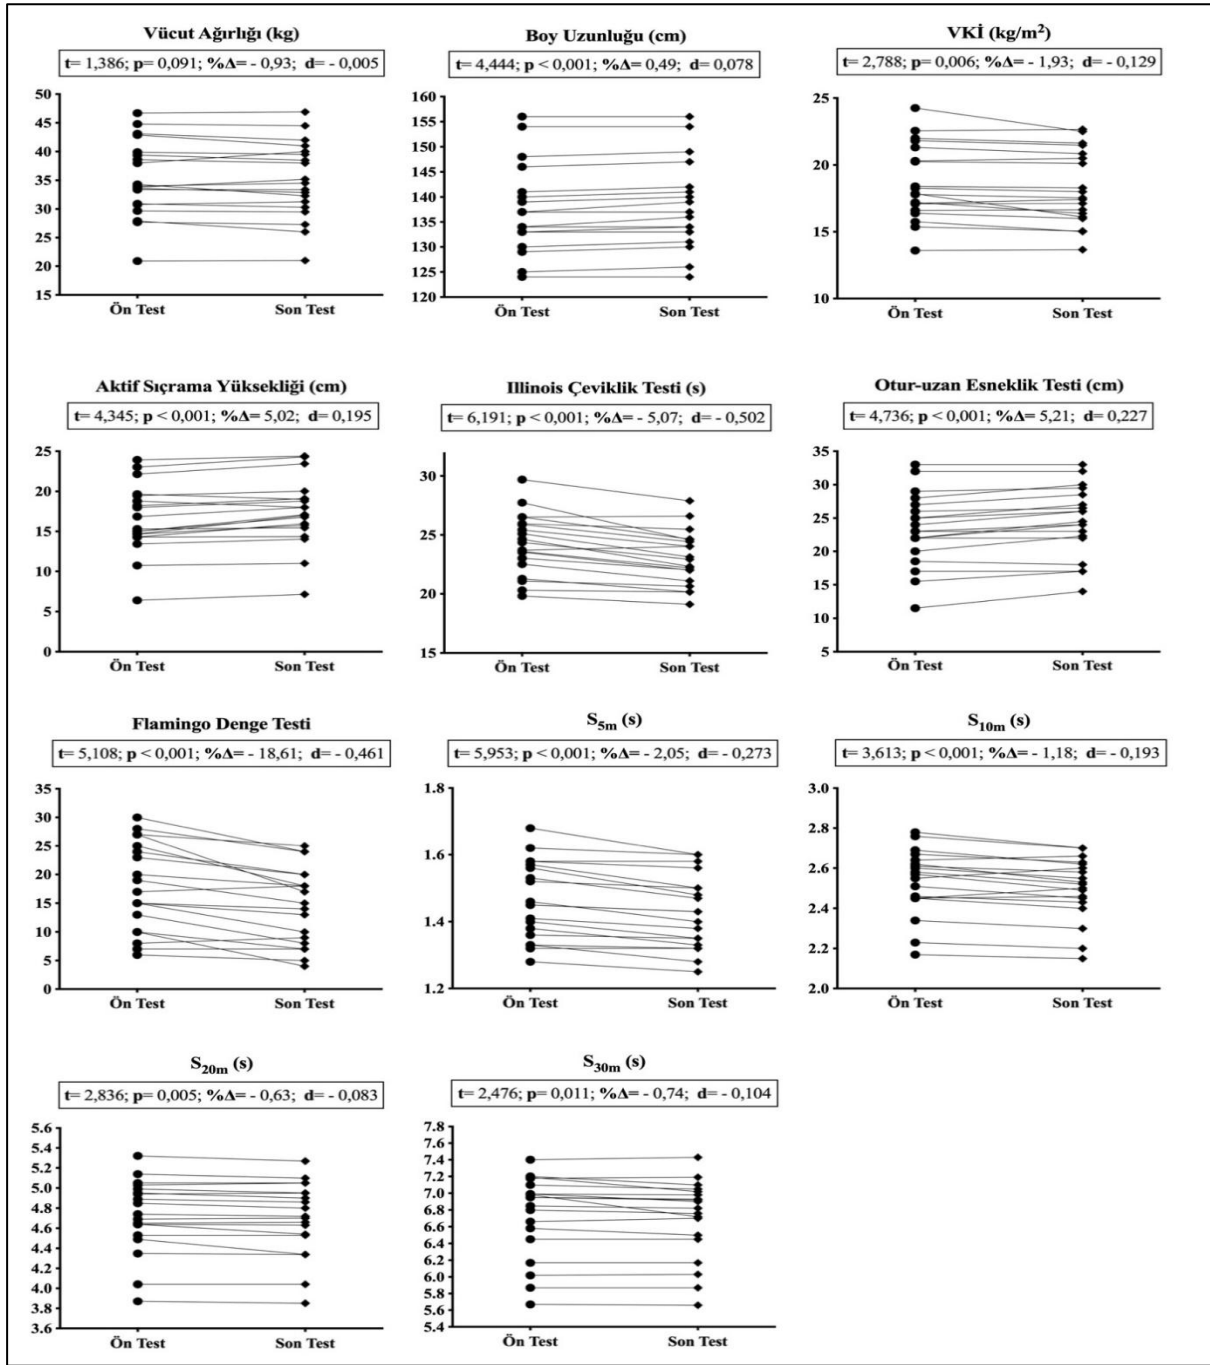 Vücut Ağırlığı (kg)
t= 1,386; p= 0,091; %Δ= - 0,93; d= - 0,005
50
45
40
35
30
25
20
15
Ön Test Son Test
Boy Uzunluğu (cm)
t= 4,444; p < 0,001; %Δ= 0,49; d= 0,078
160
155
150
145
140
135
130
125
120
Ön Test Son Test
VKİ (kg/m²)
t= 2,788; p= 0,006; %Δ= - 1,93; d= - 0,129
25
20
15
10
Ön Test Son Test
Aktif Sıçrama Yüksekliği (cm)
t= 4,345; p < 0,001; %Δ= 5,02; d= 0,195
25
20
15
10
5
0
Ön Test Son Test
Illinois Çeviklik Testi (s)
t= 6,191; p < 0,001; %Δ= - 5,07; d= - 0,502
30
25
20
15
Ön Test Son Test
Otur-uzan Esneklik Testi (cm)
t= 4,736; p < 0,001; %Δ= 5,21; d= 0,227
35
30
25
20
15
10
5
Ön Test Son Test
Flamingo Denge Testi
t= 5,108; p < 0,001; %Δ= - 18,61; d= - 0,461
35
30
25
20
15
10
5
0
Ön Test Son Test
S5m (s)
t= 5,953; p < 0,001; %Δ= - 2,05; d= - 0,273
1.8
1.6
1.4
1.2
Ön Test Son Test
S10m (s)
t= 3,613; p < 0,001; %Δ= - 1,18; d= - 0,193
3.0
2.8
2.6
2.4
2.2
2.0
Ön Test Son Test
S20m (s)
t= 2,836; p= 0,005; %Δ= - 0,63; d= - 0,083
5.6
5.4
5.2
5.0
4.8
4.6
4.4
4.2
4.0
3.8
3.6
Ön Test Son Test
S30m (s)
t= 2,476; p= 0,011; %Δ= - 0,74; d= - 0,104
7.8
7.6
7.4
7.2
7.0
6.8
6.6
6.4
6.2
6.0
5.8
5.6
5.4
Ön Test Son Test